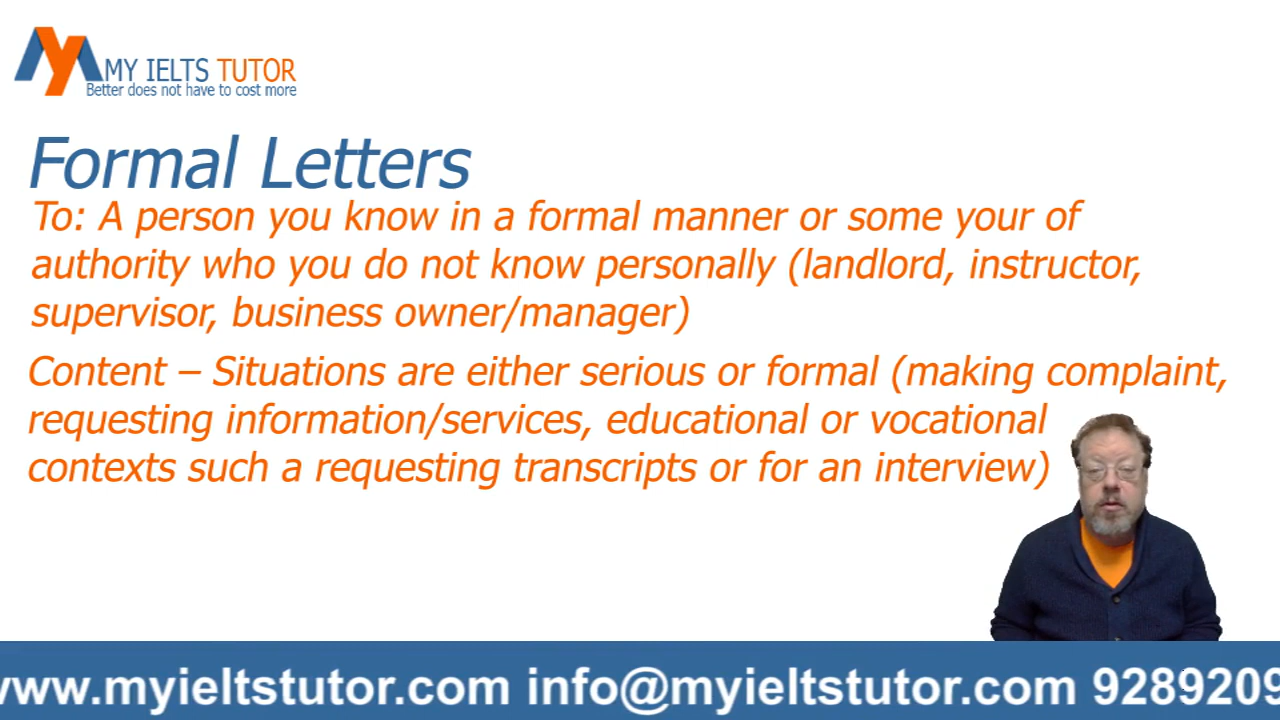 MY IELTS TUTOR
Better does not have to cost more
Formal Letters
To: A person you know in a formal manner or some your of
authority who you do not know personally (landlord, instructor,
supervisor, business owner/manager)
Content – Situations are either serious or formal (making complaint,
requesting information/services, educational or vocational
contexts such a requesting transcripts or for an interview)
www.myieltstutor.com info@myieltstutor.com 9289209